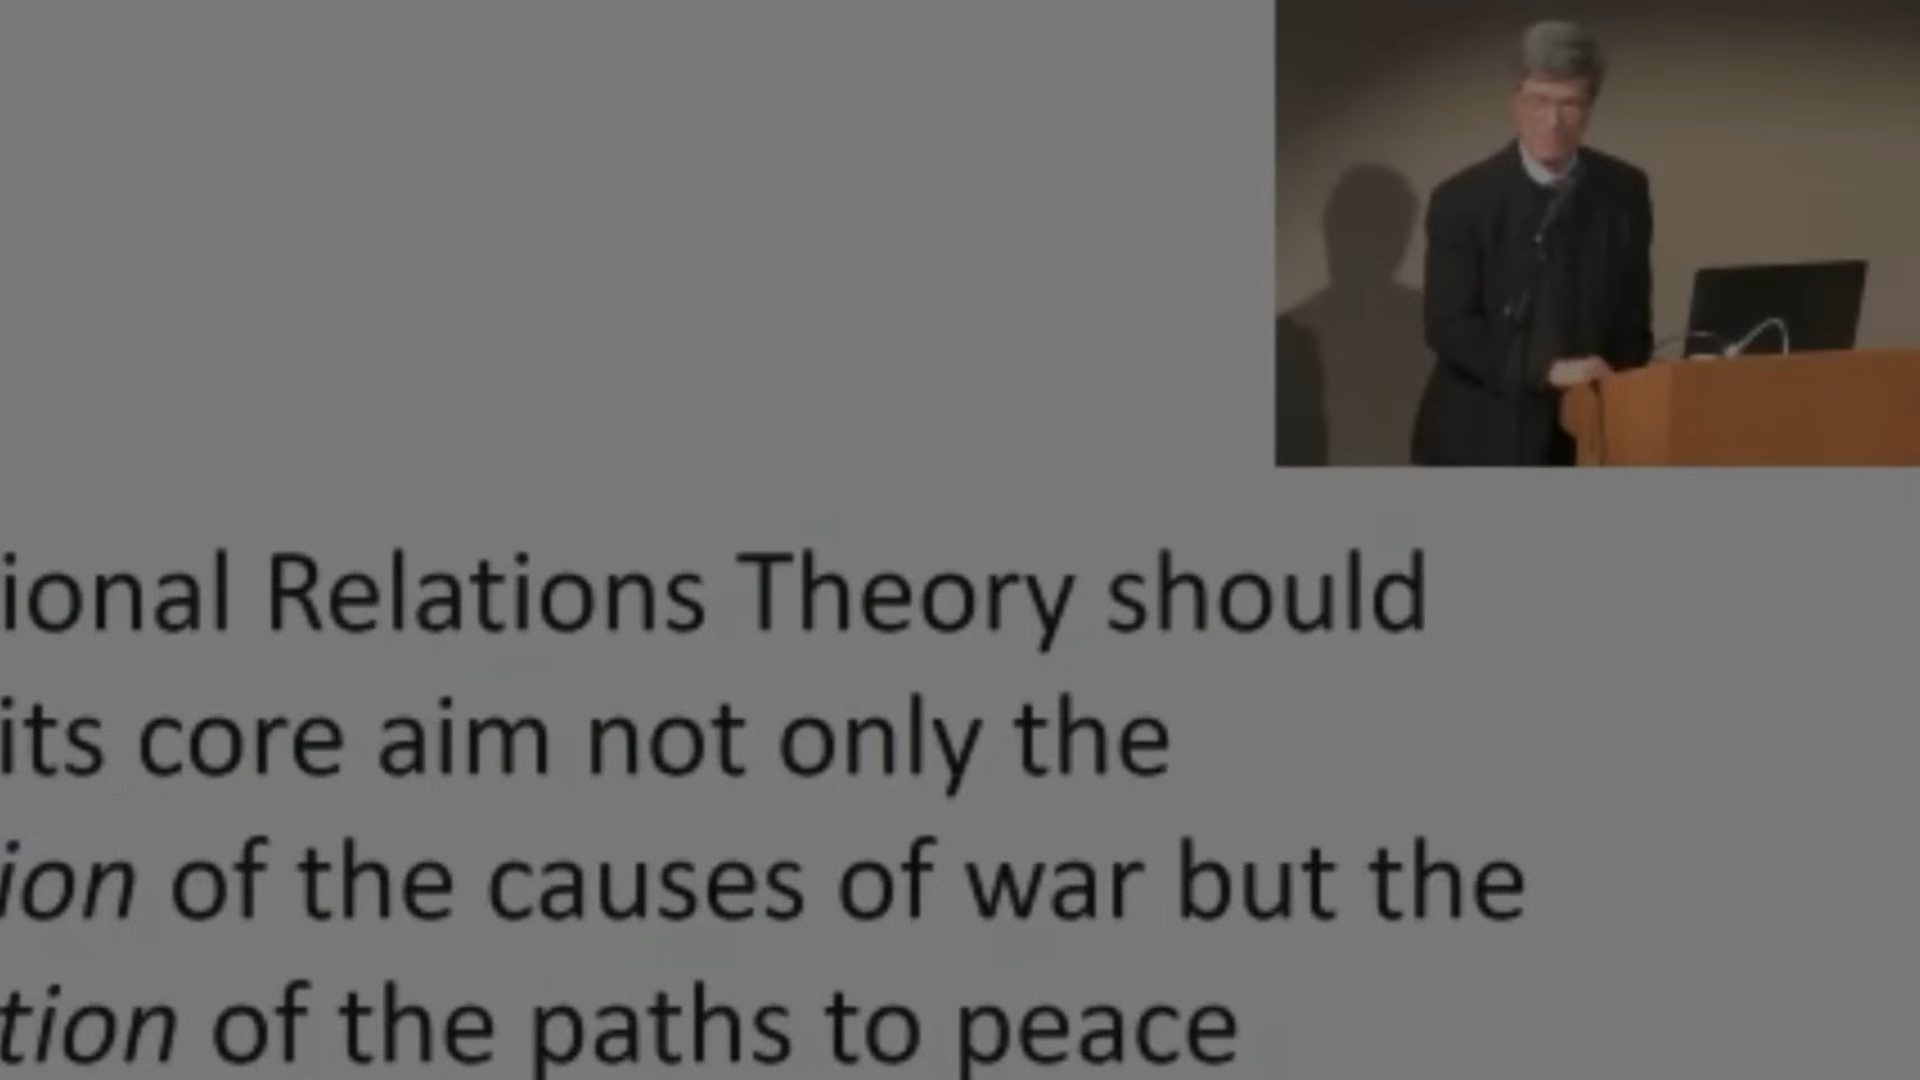 ional Relations Theory should
its core aim not only the
ion of the causes of war but the
tion of the paths to peace